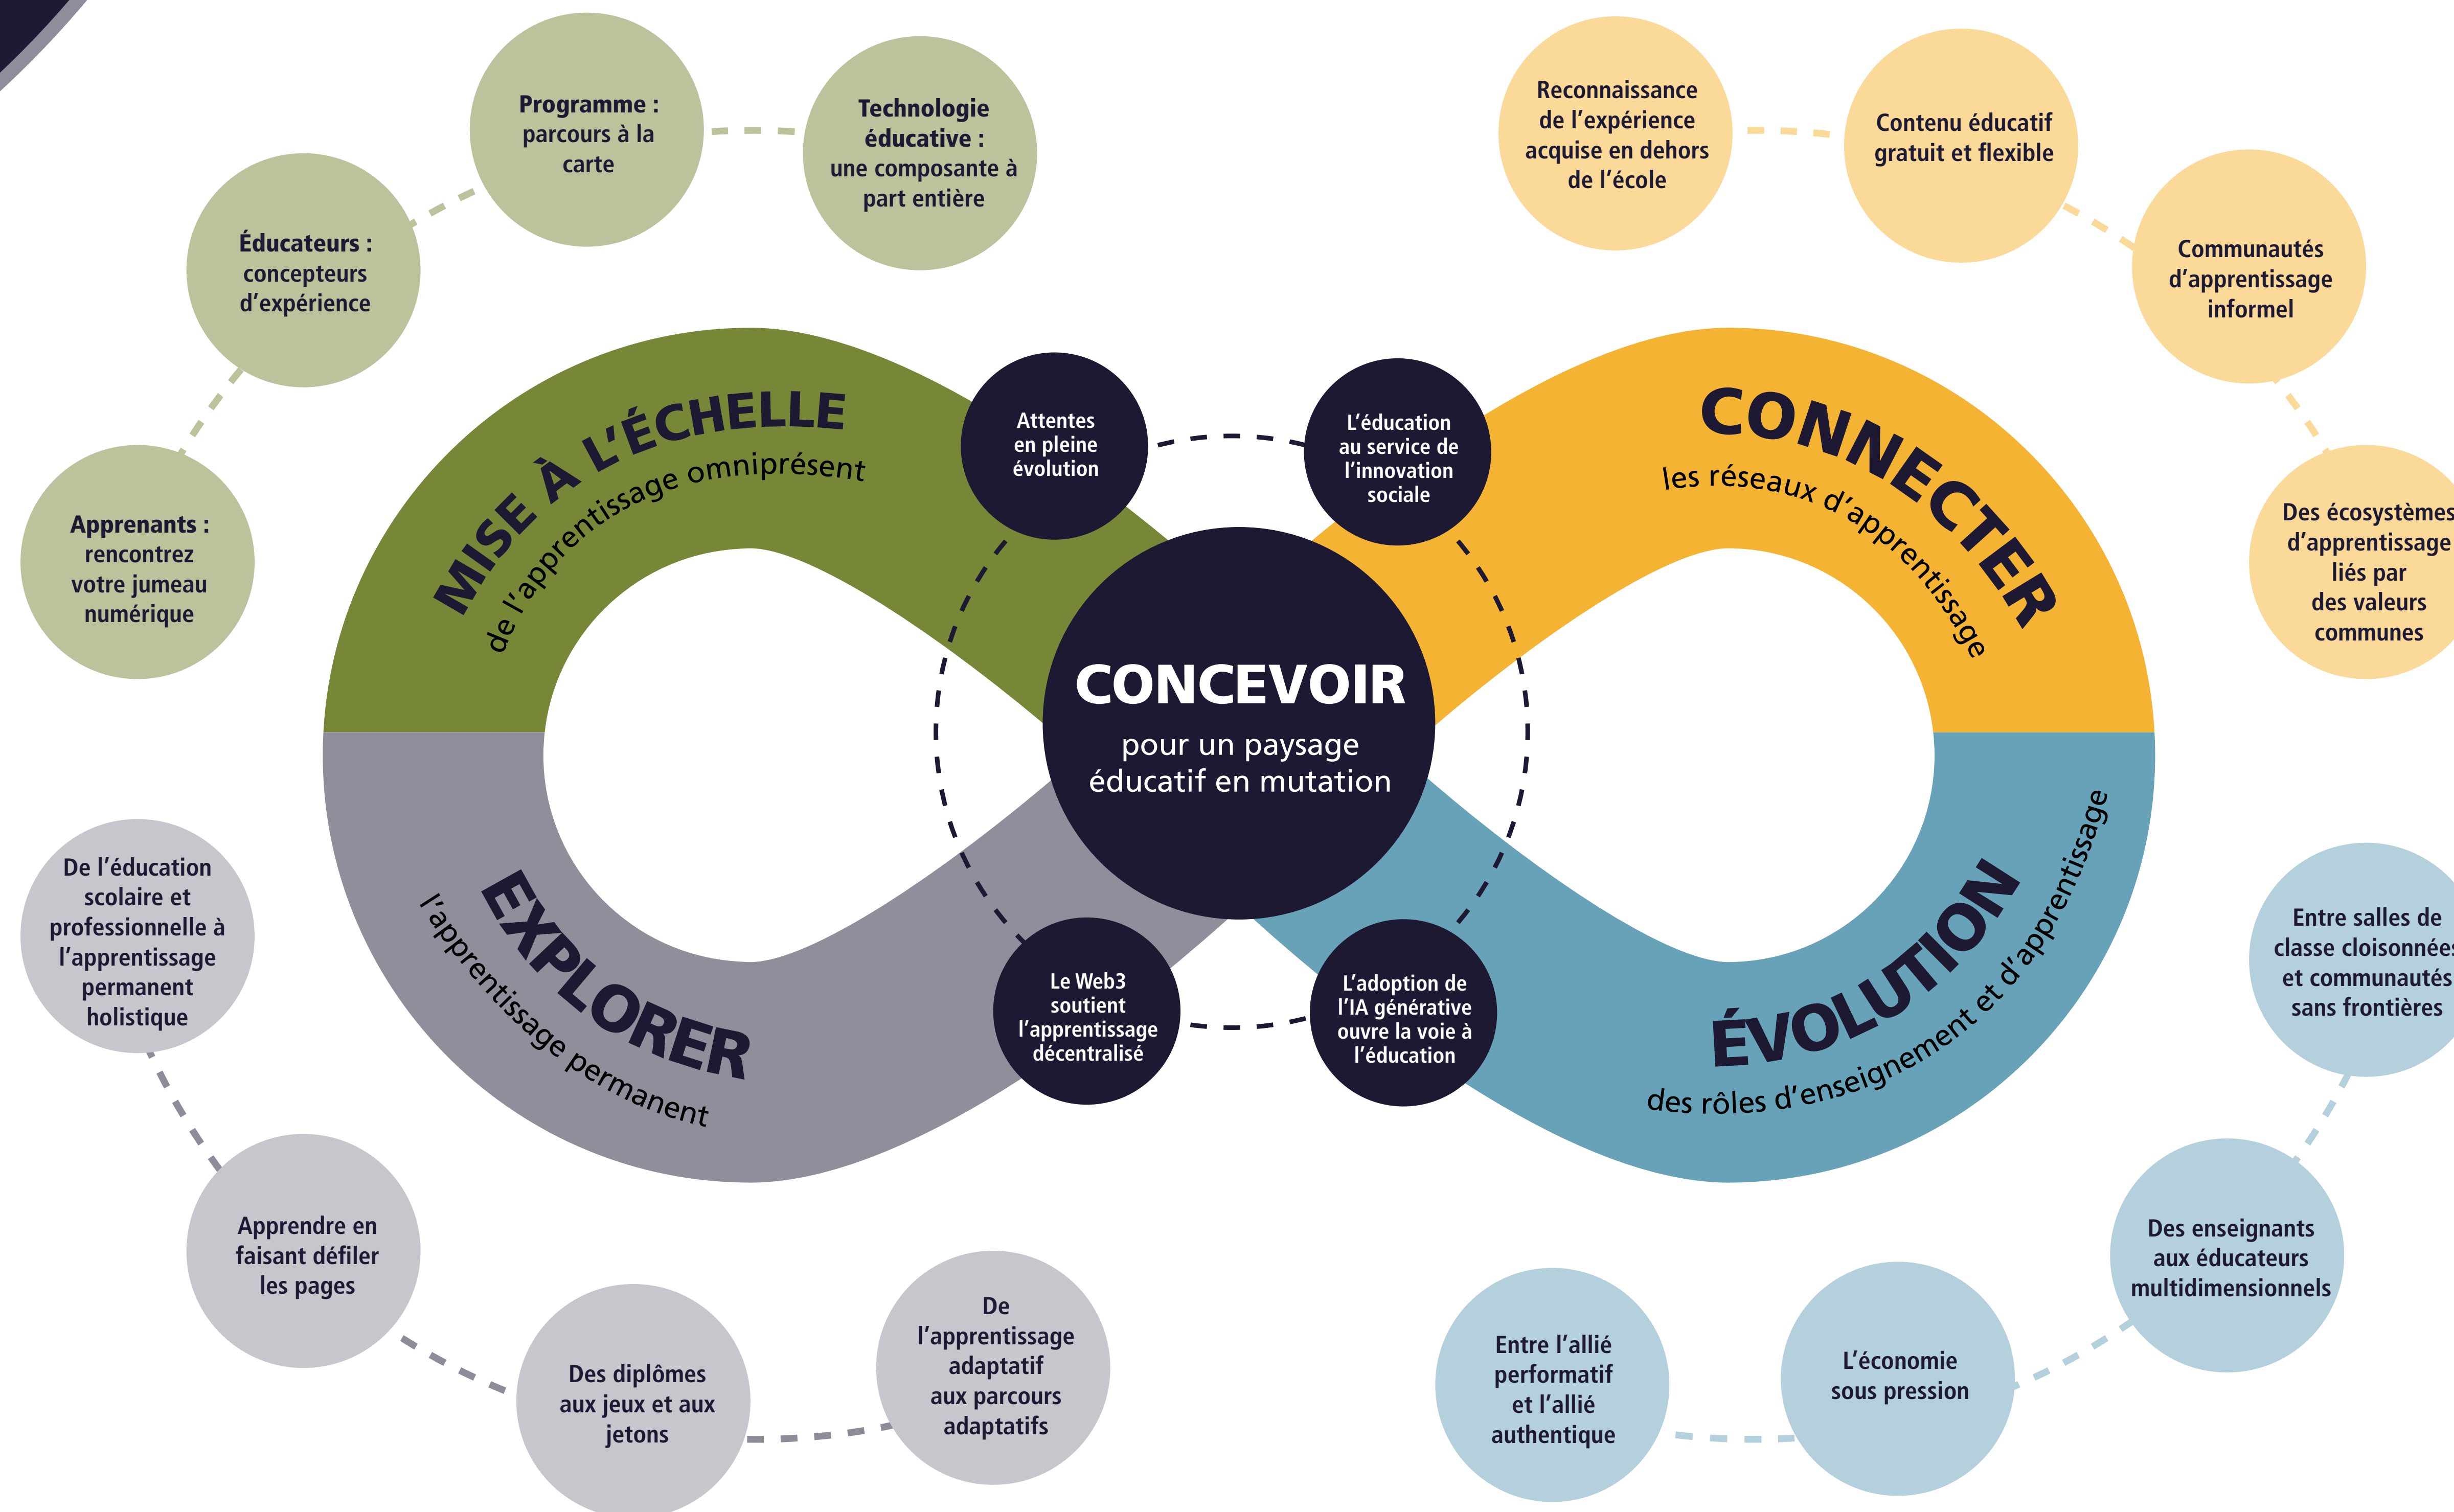 Programme :
parcours à la
carte
Technologie
éducative :
une composante à
part entière
Éducateurs :
concepteurs
d’expérience
Apprenants :
rencontrez
votre jumeau
numérique
MISE À L’ÉCHELLE
de l’apprentissage omniprésent
Reconnaissance
de l’expérience
acquise en dehors
de l’école
Contenu éducatif
gratuit et flexible
Communautés
d’apprentissage
informel
Des écosystèmes
d’apprentissage
liés par
des valeurs
communes
CONNECTER
les réseaux d’apprentissage
Attentes
en pleine
évolution
L’éducation
au service de
l’innovation
sociale
CONCEVOIR
pour un paysage
éducatif en mutation
Le Web3
soutient
l’apprentissage
décentralisé
L’adoption de
l’IA générative
ouvre la voie à
l’éducation
EXPLORER
l’apprentissage permanent
De l’éducation
scolaire et
professionnelle à
l’apprentissage
permanent
holistique
Apprendre en
faisant défiler
les pages
Des diplômes
aux jeux et aux
jetons
De
l’apprentissage
adaptatif
aux parcours
adaptatifs
ÉVOLUTION
des rôles d’enseignement et d’apprentissage
Entre salles de
classe cloisonnées
et communautés
sans frontières
Des enseignants
aux éducateurs
multidimensionnels
L’économie
sous pression
Entre l’allié
performatif
et l’allié
authentique